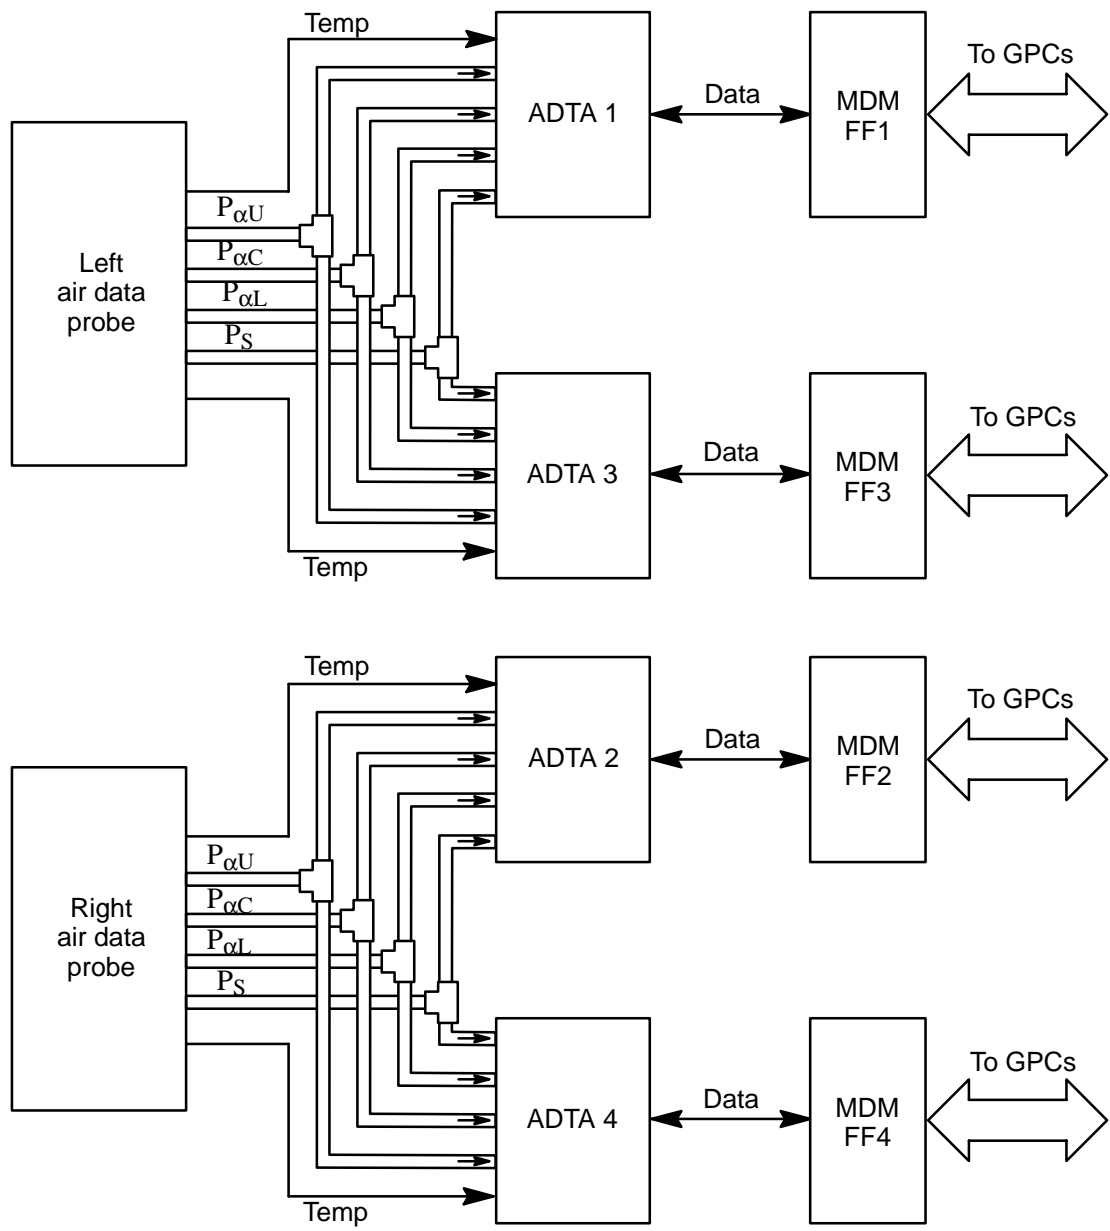 Temp
To GPCs
ADTA 1
Data
MDM
FF1
Left
air data
probe
PαU
PαC
PαL
PS
To GPCs
ADTA 3
Data
MDM
FF3
Temp
Temp
To GPCs
ADTA 2
Data
MDM
FF2
Right
air data
probe
PαU
PαC
PαL
PS
To GPCs
ADTA 4
Data
MDM
FF4
Temp